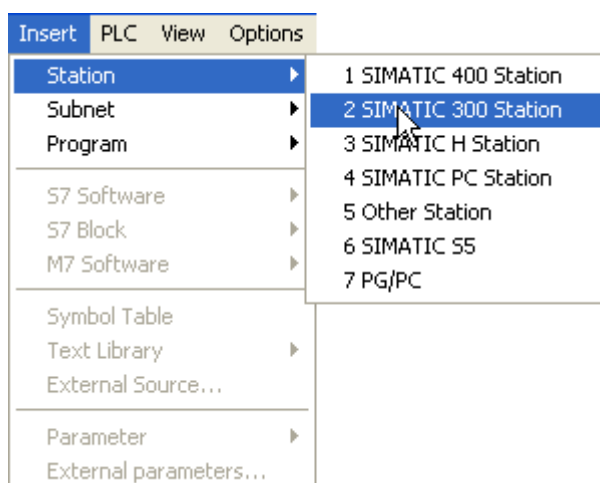 Insert PLC View Options
Station
Subnet
Program
S7 Software
S7 Block
M7 Software
Symbol Table
Text Library
External Source...
Parameter
External parameters...
1 SIMATIC 400 Station
2 SIMATIC 300 Station
3 SIMATIC H Station
4 SIMATIC PC Station
5 Other Station
6 SIMATIC S5
7 PG/PC